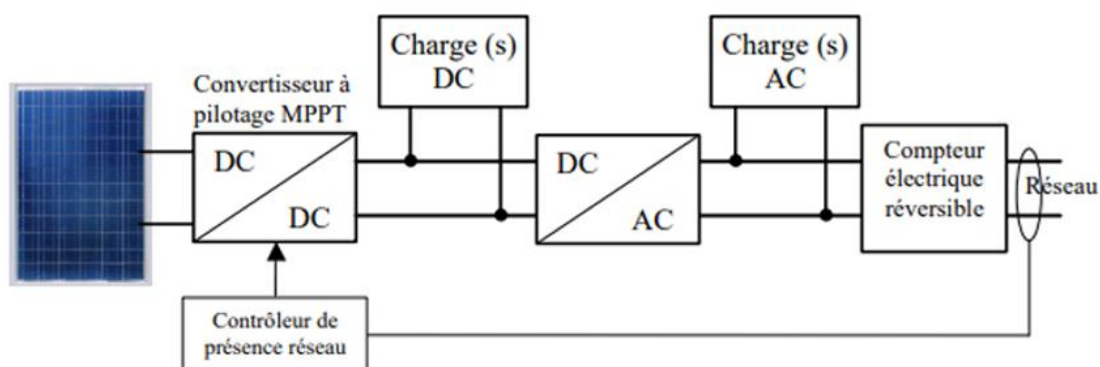 Charge (s)
DC
Charge (s)
AC
Convertisseur à
pilotage MPPT
DC
DC
DC
AC
Compteur
électrique
réversible
Réseau
Contrôleur de
présence réseau